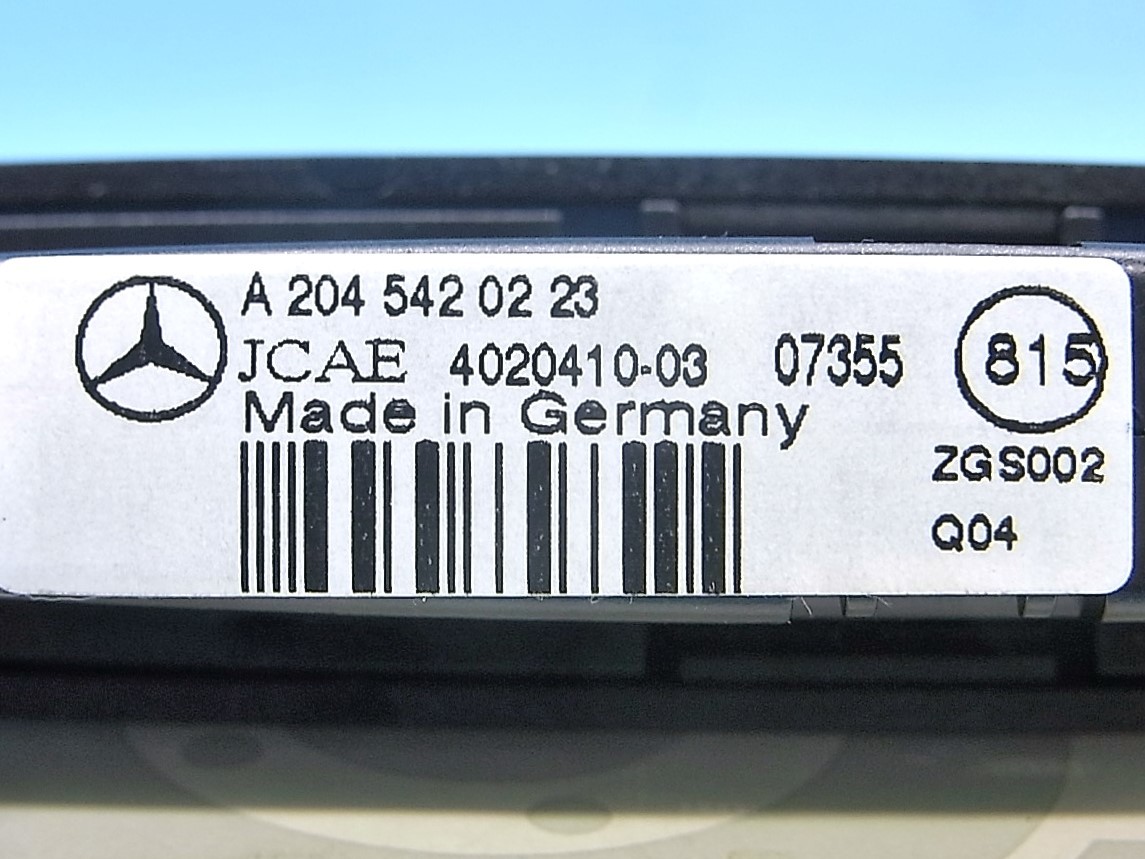 A 204 542 02 23
JCAE 4020410-03 07355 815
Made in Germany
ZGS002
Q04